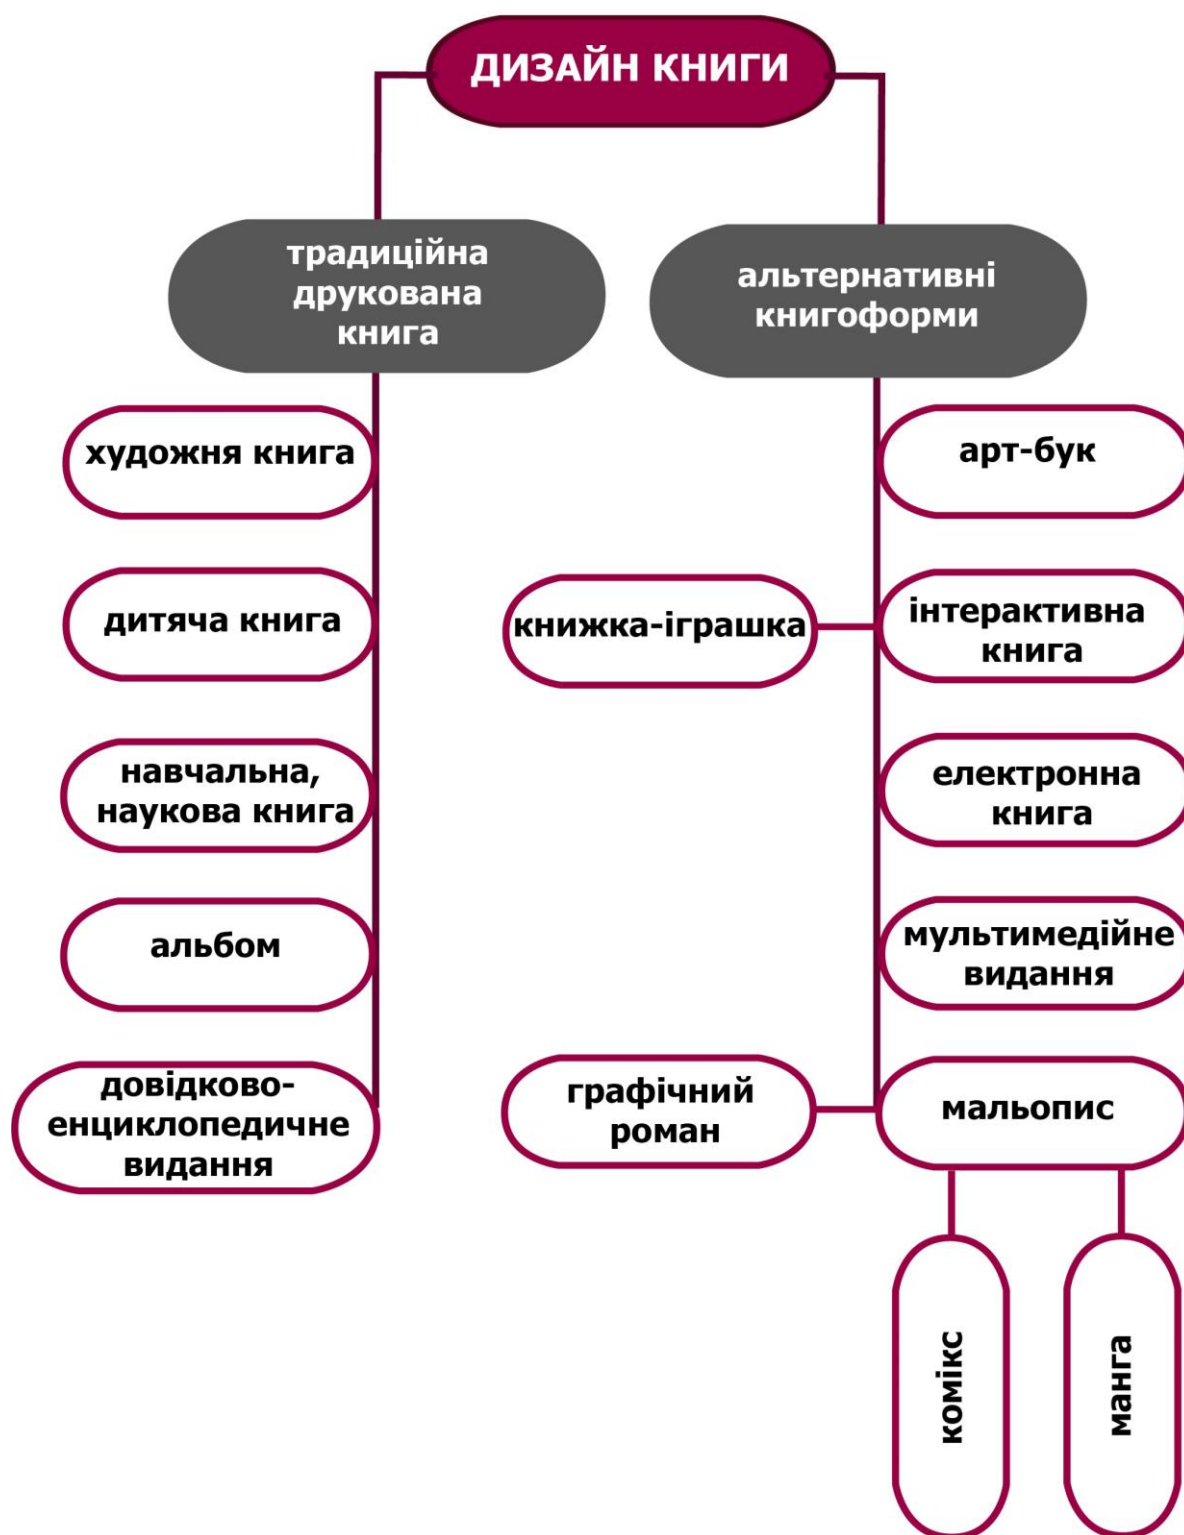 ДИЗАЙН КНИГИ
традиційна
друкована
книга
альтернативні
книгоформи
художня книга
дитяча книга
навчальна,
наукова книга
альбом
довідково-
енциклопедичне
видання
арт-бук
книжка-іграшка
інтерактивна
книга
електронна
книга
мультимедійне
видання
графічний
роман
мальопис
комікс
манга